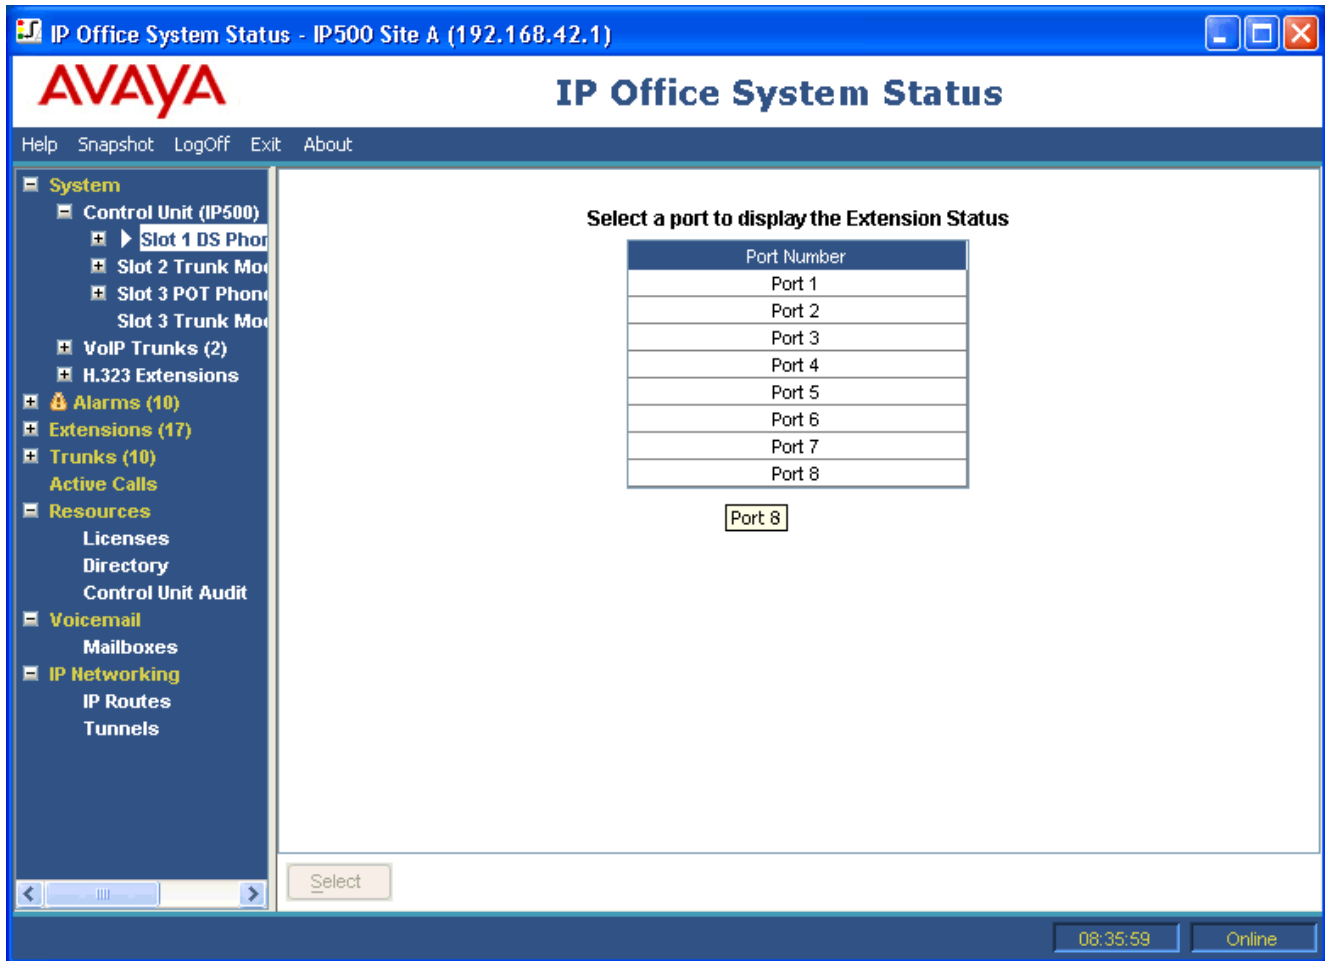 IP Office System Status - IP500 Site A (192.168.42.1)
AVAYA
IP Office System Status
Help Snapshot LogOff Exit About
System
Control Unit (IP500)
Slot 1 DS Phon
Slot 2 Trunk Mo
Slot 3 POT Phon
Slot 3 Trunk Mo
VoIP Trunks (2)
H.323 Extensions
Alarms (10)
Extensions (17)
Trunks (10)
Active Calls
Resources
Licenses
Directory
Control Unit Audit
Voicemail
Mailboxes
IP Networking
IP Routes
Tunnels
Select a port to display the Extension Status
Port Number
Port 1
Port 2
Port 3
Port 4
Port 5
Port 6
Port 7
Port 8
Port 8
Select
08:35:59
Online